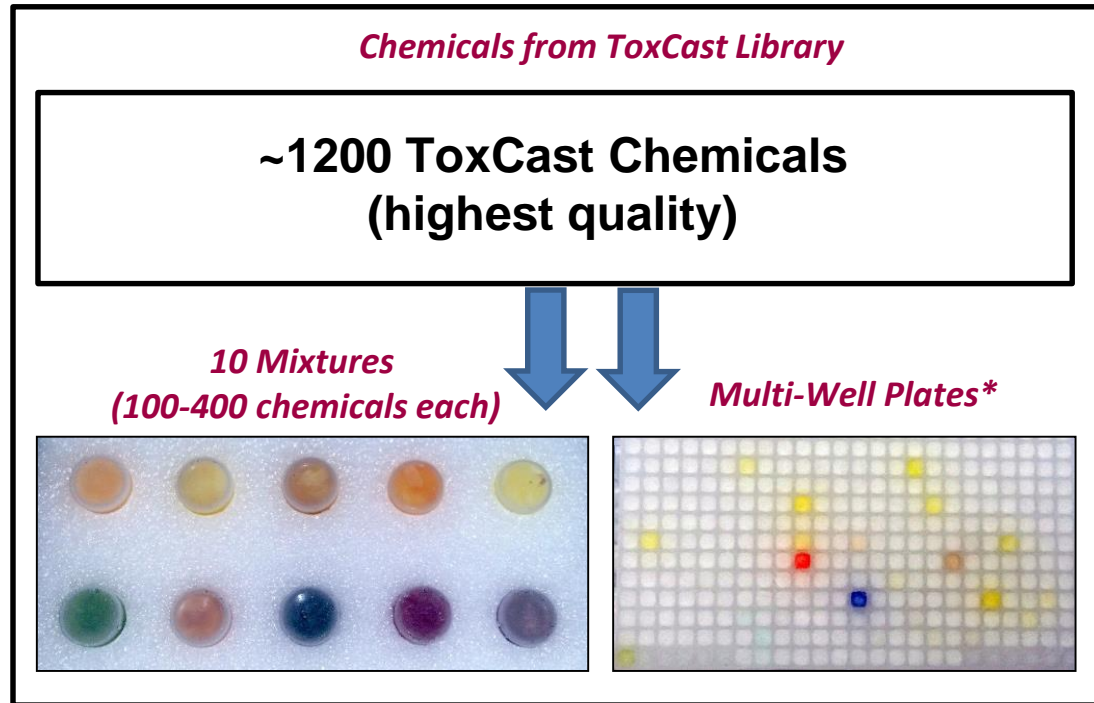 Chemicals from ToxCast Library
~1200 ToxCast Chemicals
(highest quality)
10 Mixtures
(100-400 chemicals each)
Multi-Well Plates*